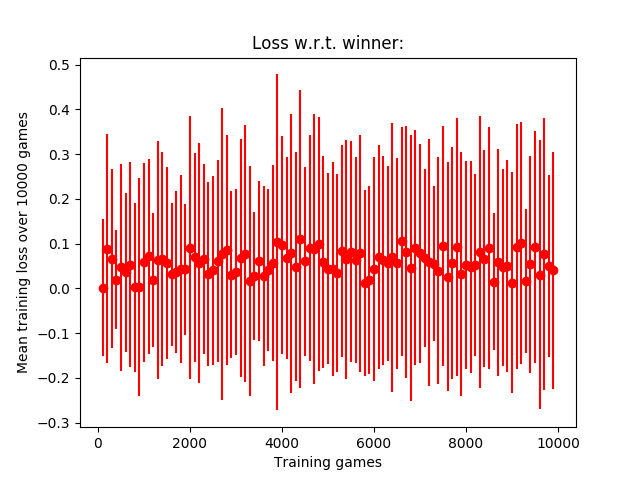 Loss w.r.t. winner:
Mean training loss over 10000 games
0.5
0.4
0.3
0.2
0.1
0.0
−0.1
−0.2
−0.3
0 2000 4000 6000 8000 10000
Training games